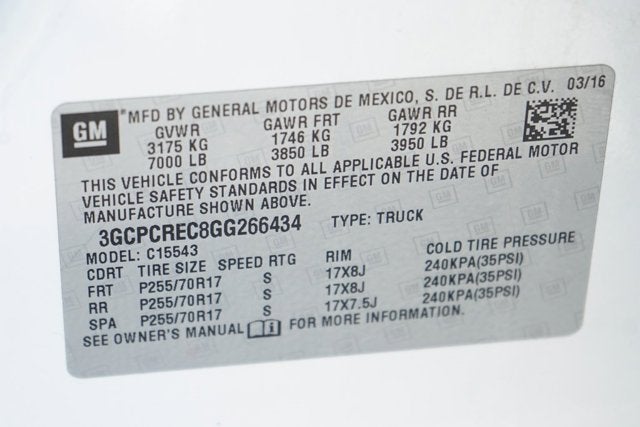 GM
*MFD BY GENERAL MOTORS DE MEXICO, S. DE R.L. DE C.V. 03/16
GVWR GAWR FRT GAWR RR
3175 KG 1746 KG 1792 KG
7000 LB 3850 LB 3950 LB
THIS VEHICLE CONFORMS TO ALL APPLICABLE U.S. FEDERAL MOTOR
VEHICLE SAFETY STANDARDS IN EFFECT ON THE DATE OF
MANUFACTURE SHOWN ABOVE.
3GCPCREC8GG266434 TYPE: TRUCK
MODEL: C15543
CDRT TIRE SIZE SPEED RTG RIM COLD TIRE PRESSURE
FRT P255/70R17 S 17X8J 240KPA(35PSI)
RR P255/70R17 S 17X8J 240KPA(35PSI)
SPA P255/70R17 S 17X7.5J 240KPA(35PSI)
SEE OWNER'S MANUAL FOR MORE INFORMATION.